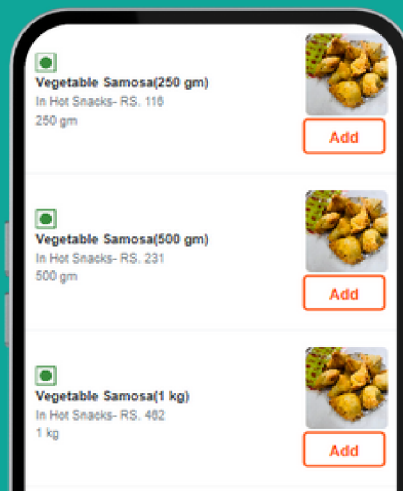 Vegetable Samosa(250 gm)
In Hot Snacks- RS. 116
250 gm
Add
Vegetable Samosa(500 gm)
In Hot Snacks- RS. 231
500 gm
Add
Vegetable Samosa(1 kg)
In Hot Snacks- RS. 462
1 kg
Add